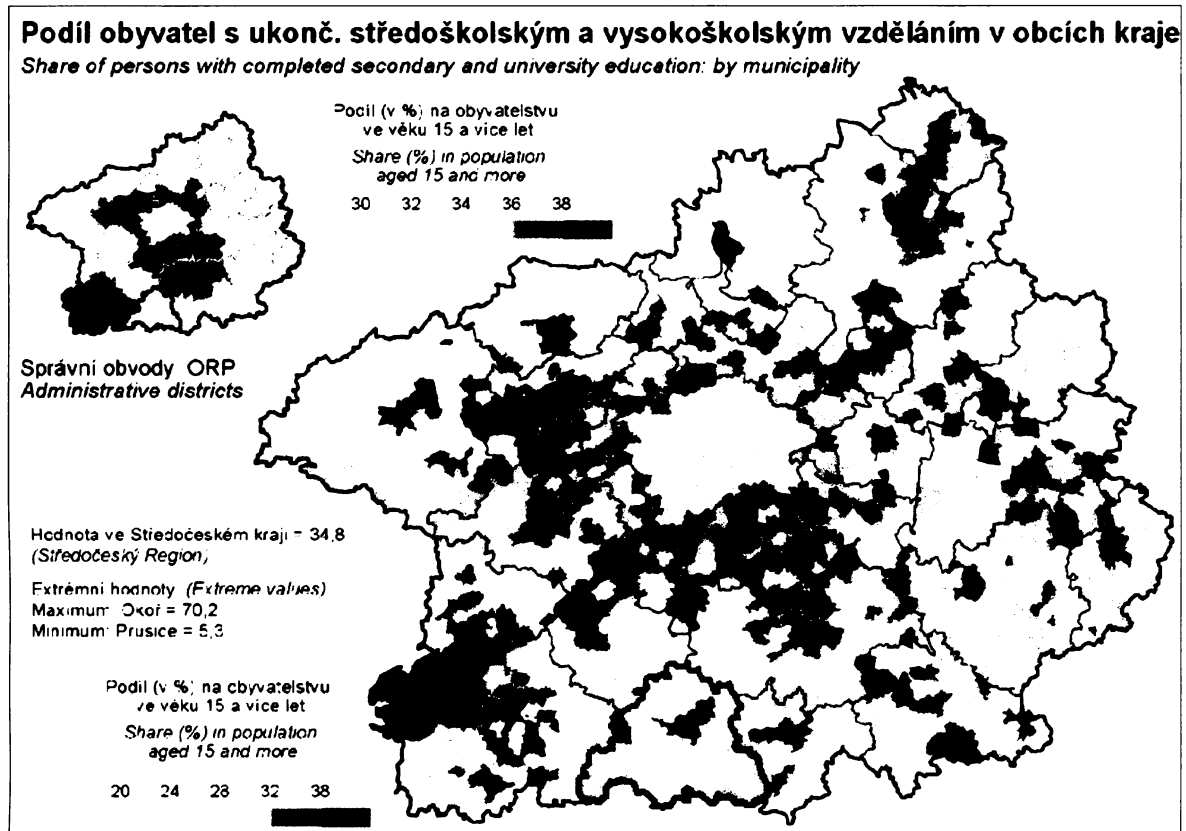 Podíl obyvatel s ukonč. středoškolským a vysokoškolským vzděláním v obcích kraje
Share of persons with completed secondary and university education: by municipality
Podíl (v %) na obyvatelstvu
ve věku 15 a více let
Share (%) in population
aged 15 and more
30 32 34 36 38
Správní obvody ORP
Administrative districts
Hodnota ve Středočeském kraji = 34,8
(Středočeský Region)
Extrémní hodnoty (Extreme values)
Maximum: Okoř = 70,2
Minimum: Prusice = 5,3
Podíl (v %) na obyvatelstvu
ve věku 15 a více let
Share (%) in population
aged 15 and more
20 24 28 32 38